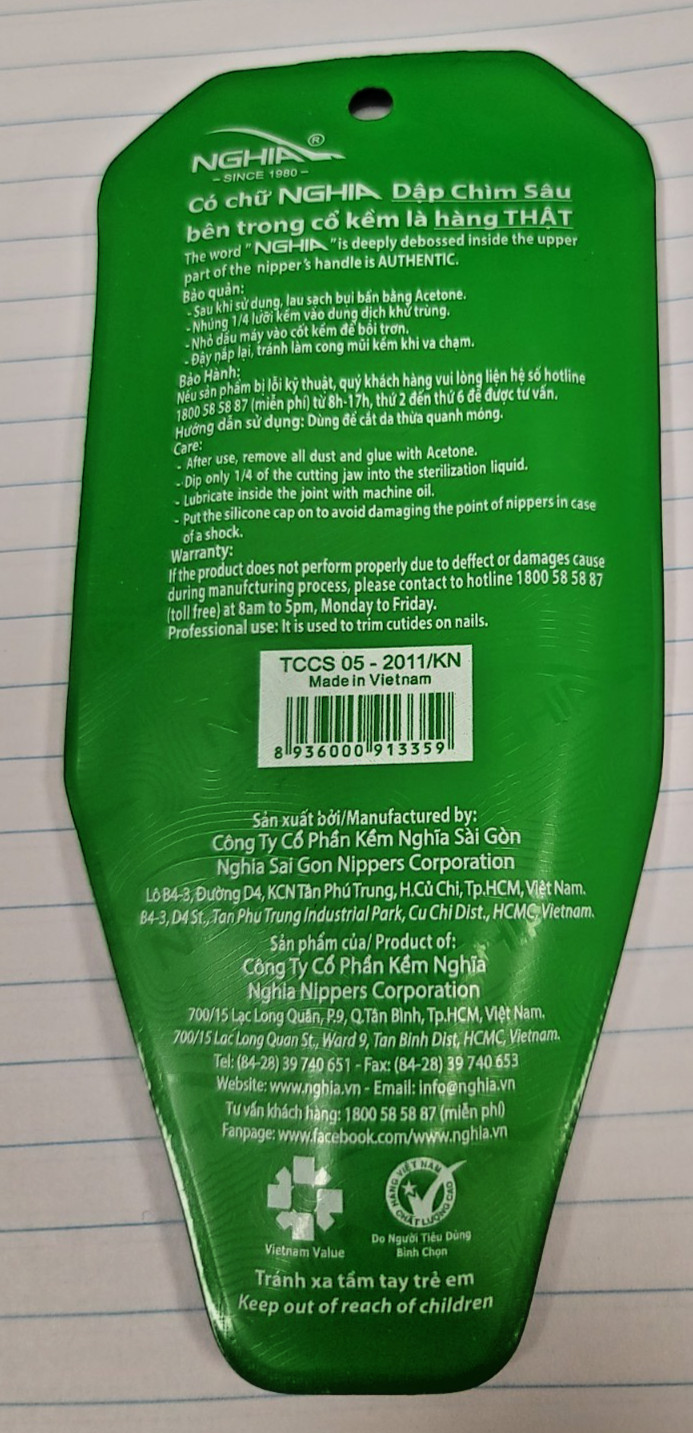 NGHIA®
– SINCE 1980 –
Có chữ NGHIA Dập Chìm Sâu
bên trong cổ kềm là hàng THẬT
The word "NGHIA" is deeply debossed inside the upper
part of the nipper's handle is AUTHENTIC.
Bảo quản:
- Sau khi sử dụng, lau sạch bụi bẩn bằng Acetone.
- Nhúng 1/4 lưỡi kềm vào dung dịch khử trùng.
- Nhỏ dầu máy vào cốt kềm để bôi trơn.
- Đậy nắp lại, tránh làm cong mũi kềm khi va chạm.
Bảo Hành:
Nếu sản phẩm bị lỗi kỹ thuật, quý khách hàng vui lòng liện hệ số hotline
1800 58 58 87 (miễn phí) từ 8h-17h, thứ 2 đến thứ 6 để được tư vấn.
Hướng dẫn sử dụng: Dùng để cắt da thừa quanh móng.
Care:
- After use, remove all dust and glue with Acetone.
- Dip only 1/4 of the cutting jaw into the sterilization liquid.
- Lubricate inside the joint with machine oil.
- Put the silicone cap on to avoid damaging the point of nippers in case
of a shock.
Warranty:
If the product does not perform properly due to deffect or damages cause
during manufcturing process, please contact to hotline 1800 58 58 87
(toll free) at 8am to 5pm, Monday to Friday.
Professional use: It is used to trim cutides on nails.
TCCS 05 - 2011/KN
Made in Vietnam
8 936000 913359
Sản xuất bởi/Manufactured by:
Công Ty Cổ Phần Kềm Nghĩa Sài Gòn
Nghia Sai Gon Nippers Corporation
Lô B4-3, Đường D4, KCN Tân Phú Trung, H.Củ Chi, Tp.HCM, Việt Nam.
B4-3, D4 St., Tan Phu Trung Industrial Park, Cu Chi Dist., HCMC, Vietnam.
Sản phẩm của/ Product of:
Công Ty Cổ Phần Kềm Nghĩa
Nghia Nippers Corporation
700/15 Lạc Long Quân, P.9, Q.Tân Bình, Tp.HCM, Việt Nam.
700/15 Lac Long Quan St., Ward 9, Tan Binh Dist, HCMC, Vietnam.
Tel: (84-28) 39 740 651 - Fax: (84-28) 39 740 653
Website: www.nghia.vn - Email: info@nghia.vn
Tư vấn khách hàng: 1800 58 58 87 (miễn phí)
Fanpage: www.facebook.com/www.nghia.vn
HÀNG VIỆT NAM
CHẤT LƯỢNG CAO
Vietnam Value
Do Người Tiêu Dùng
Bình Chọn
Tránh xa tầm tay trẻ em
Keep out of reach of children